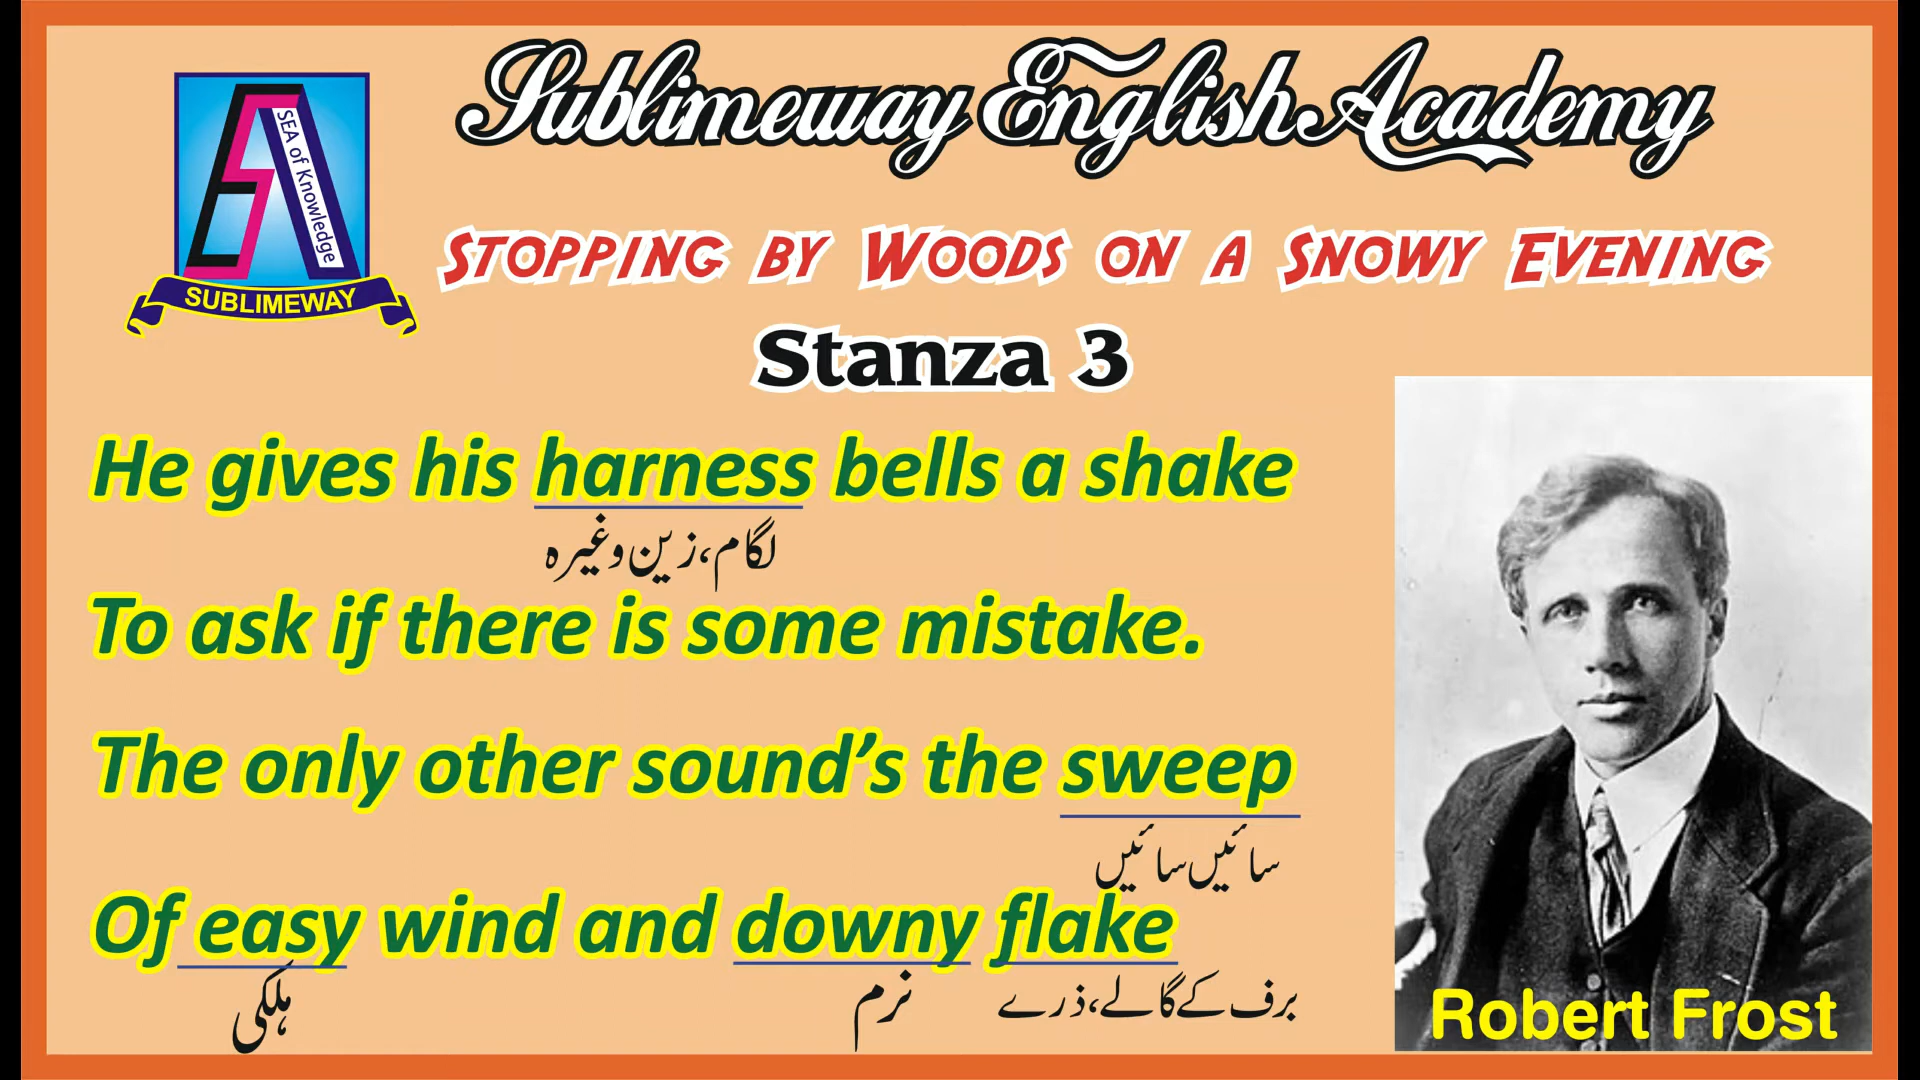 Sublimeway English Academy
SEA of Knowledge
SUBLIMEWAY
Stopping by Woods on a Snowy Evening
Stanza 3
He gives his harness bells a shake
لگام،زین وغیرہ
To ask if there is some mistake.
The only other sound’s the sweep
سائیں سائیں
Of easy wind and downy flake
ہلکی
نرم
برف کے گالے،ذرے
Robert Frost